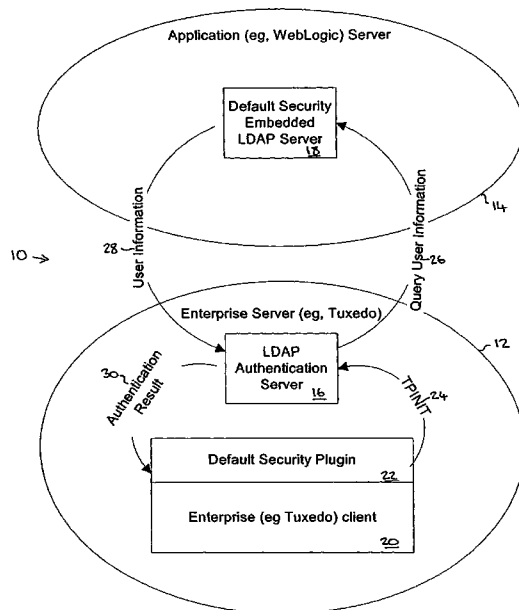 Application (eg, WebLogic) Server
Default Security
Embedded
LDAP Server
18
14
User Information
28
Query User Information
26
10
Enterprise Server (eg, Tuxedo)
12
LDAP
Authentication
Server
16
30
Authentication
Result
TPINIT
24
Default Security Plugin
22
Enterprise (eg Tuxedo) client
20